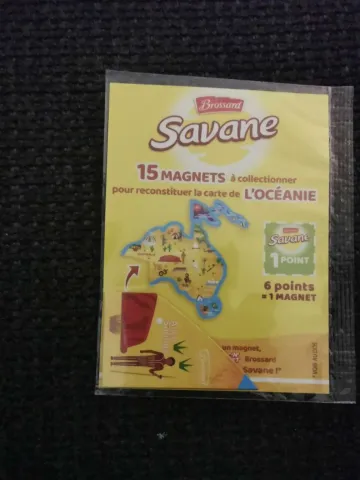 Brossard
Savane
15 MAGNETS à collectionner
pour reconstituer la carte de L'OCÉANIE
Savane
1 POINT
6 points
= 1 MAGNET
un magnet,
Brossard
Savane !"